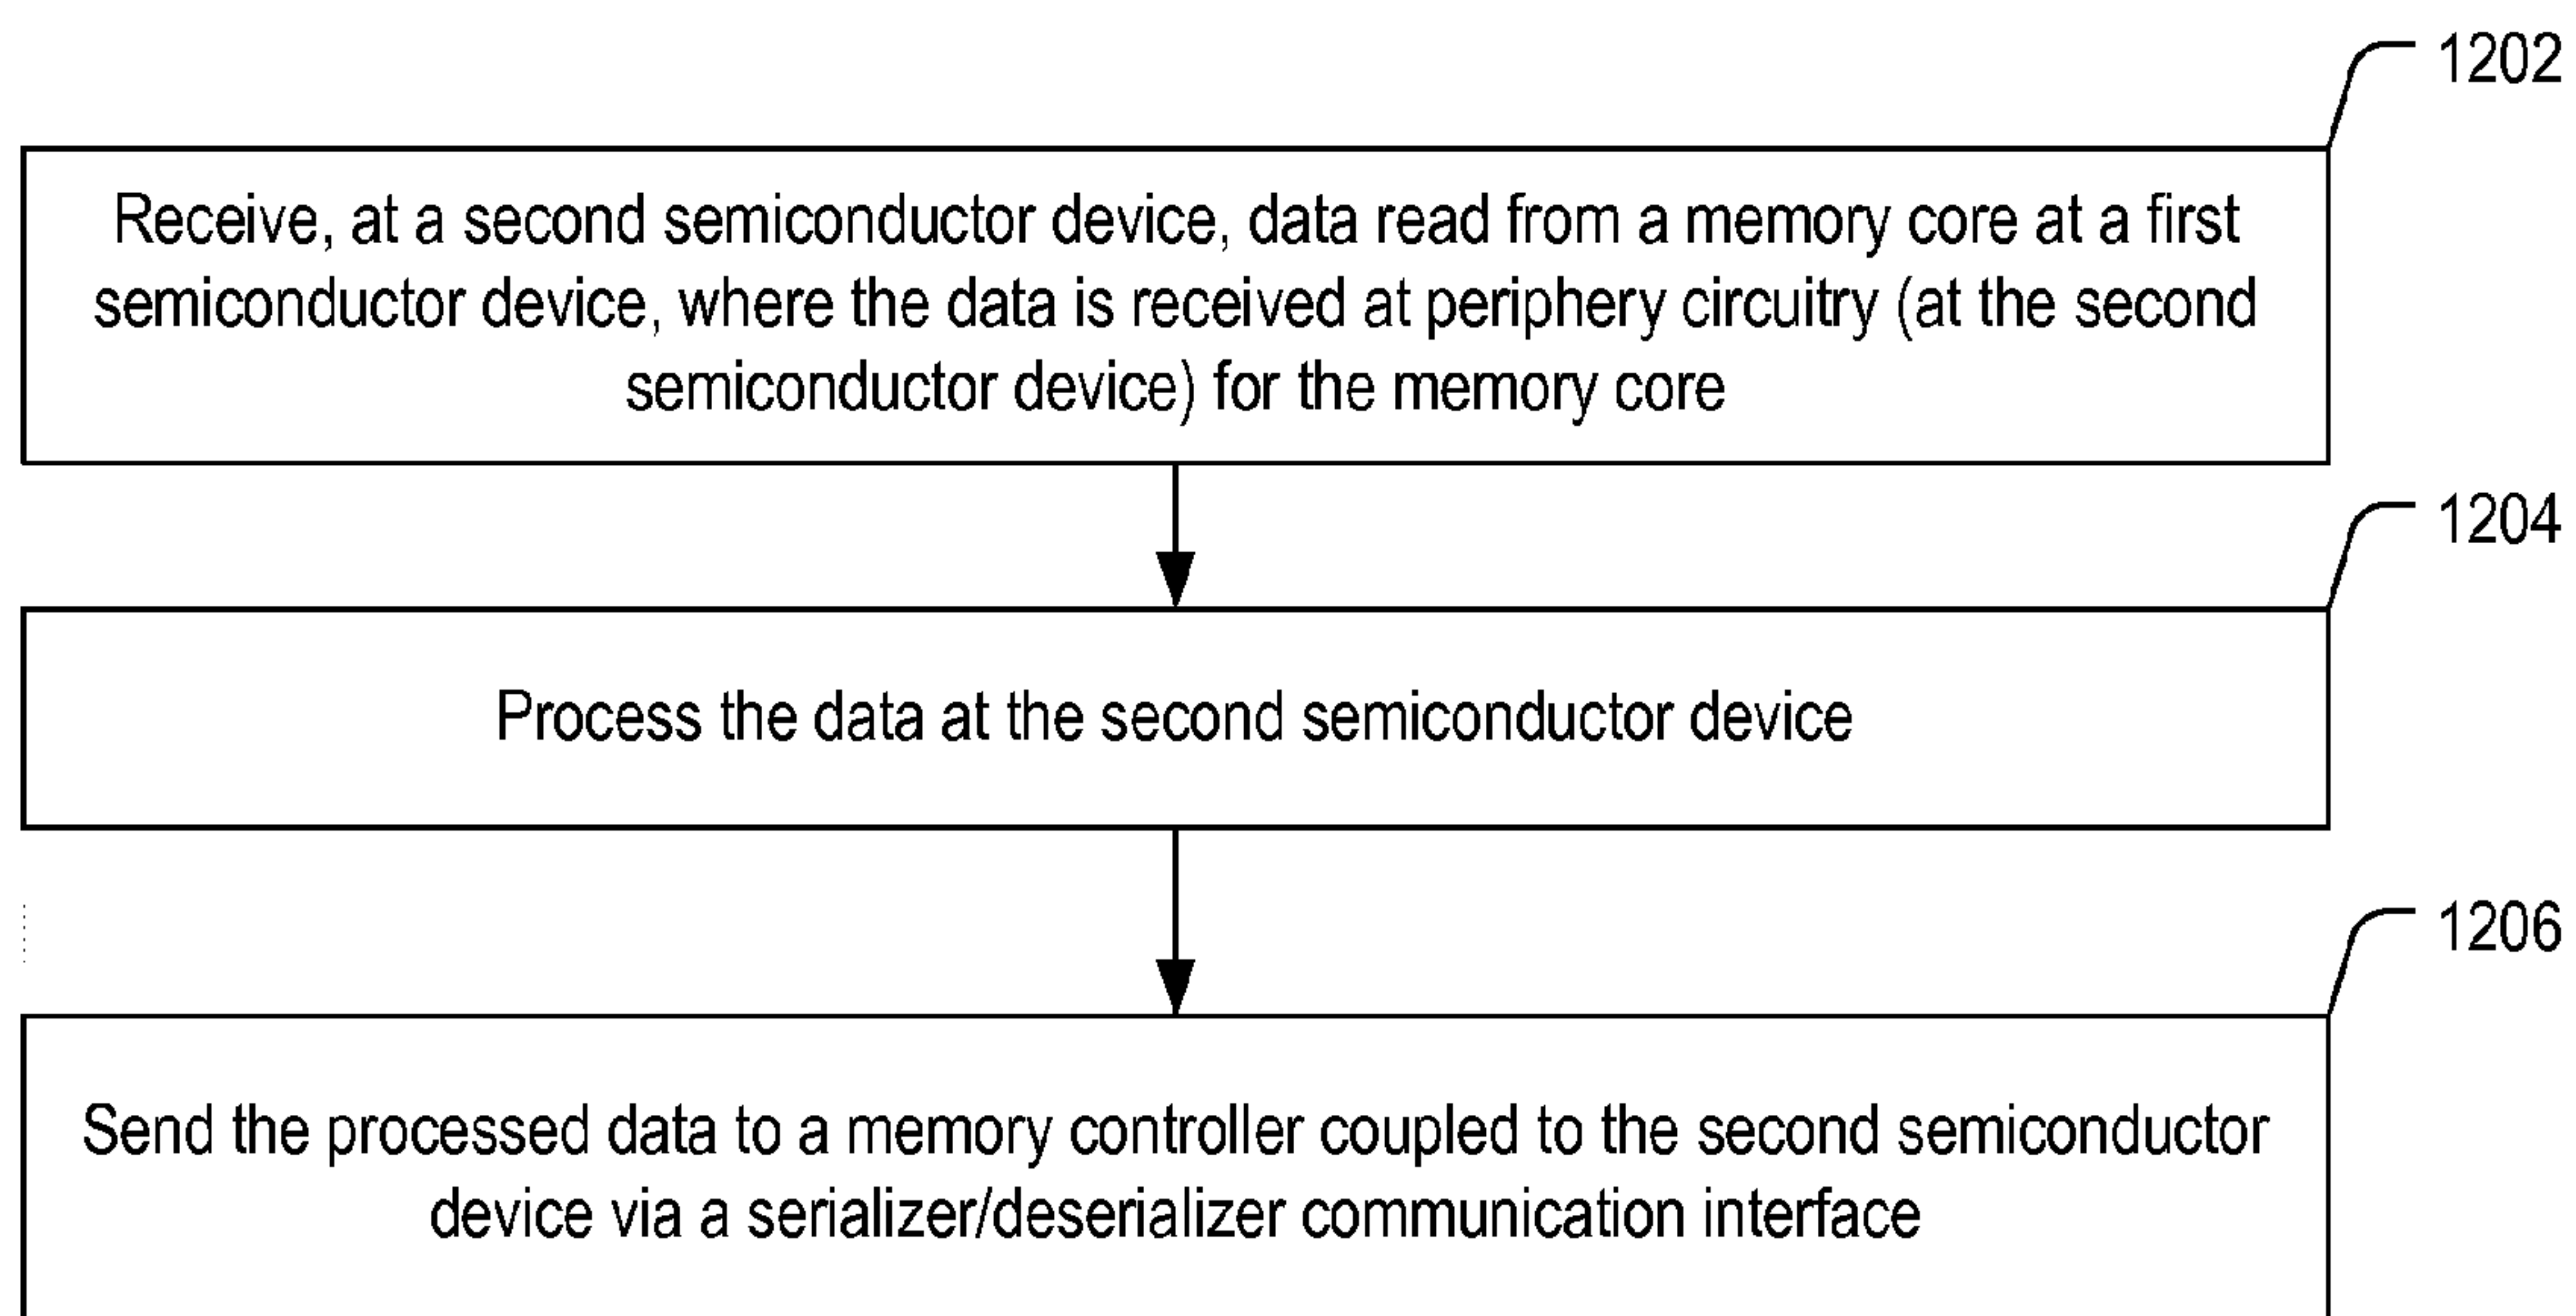 1202
Receive, at a second semiconductor device, data read from a memory core at a first
semiconductor device, where the data is received at periphery circuitry (at the second
semiconductor device) for the memory core
1204
Process the data at the second semiconductor device
1206
Send the processed data to a memory controller coupled to the second semiconductor
device via a serializer/deserializer communication interface